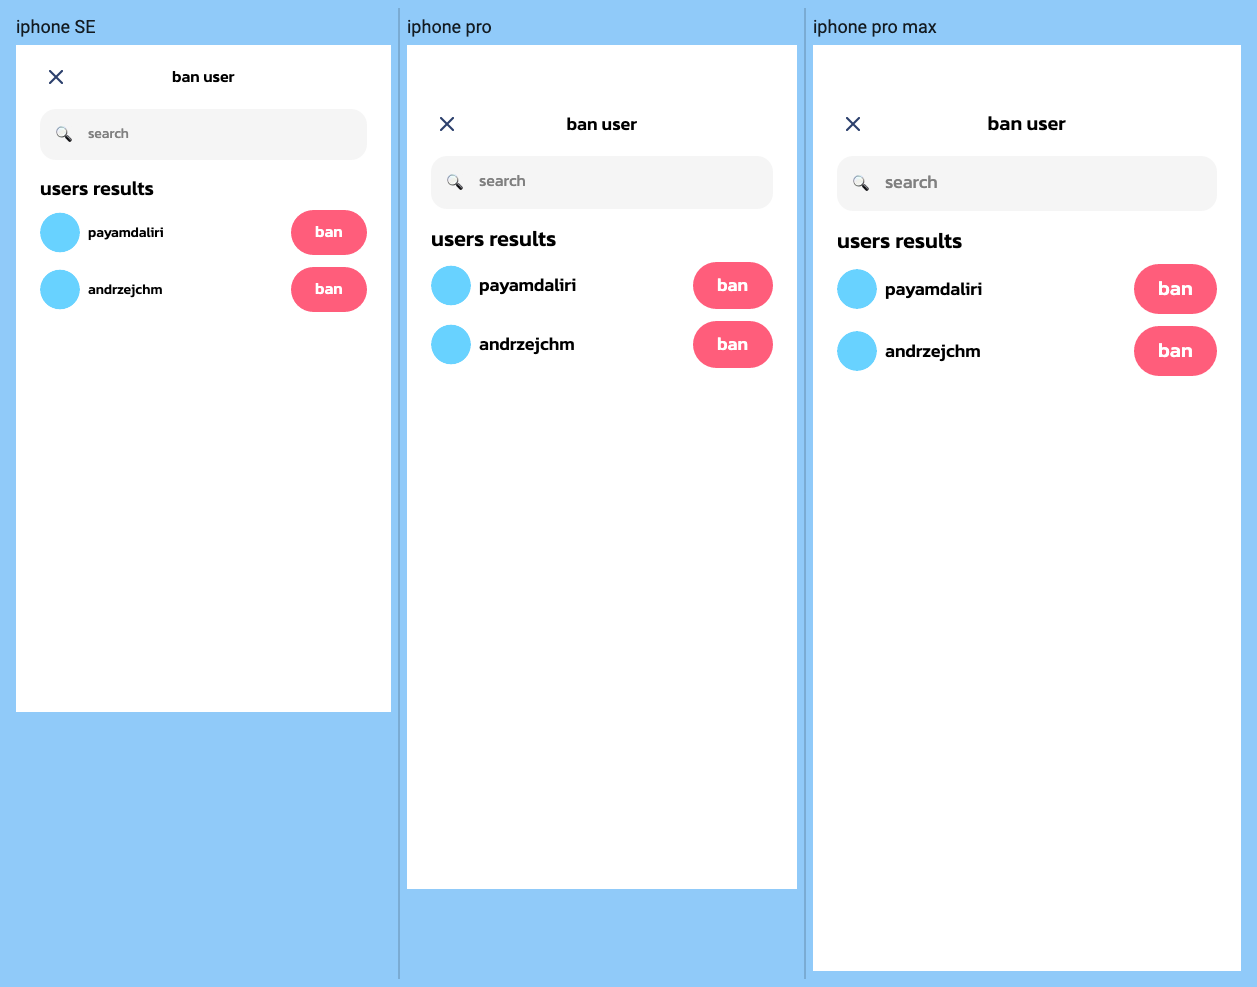 iphone SE
ban user
search
users results
payamdaliri ban
andrzejchm ban
iphone pro
ban user
search
users results
payamdaliri ban
andrzejchm ban
iphone pro max
ban user
search
users results
payamdaliri ban
andrzejchm ban